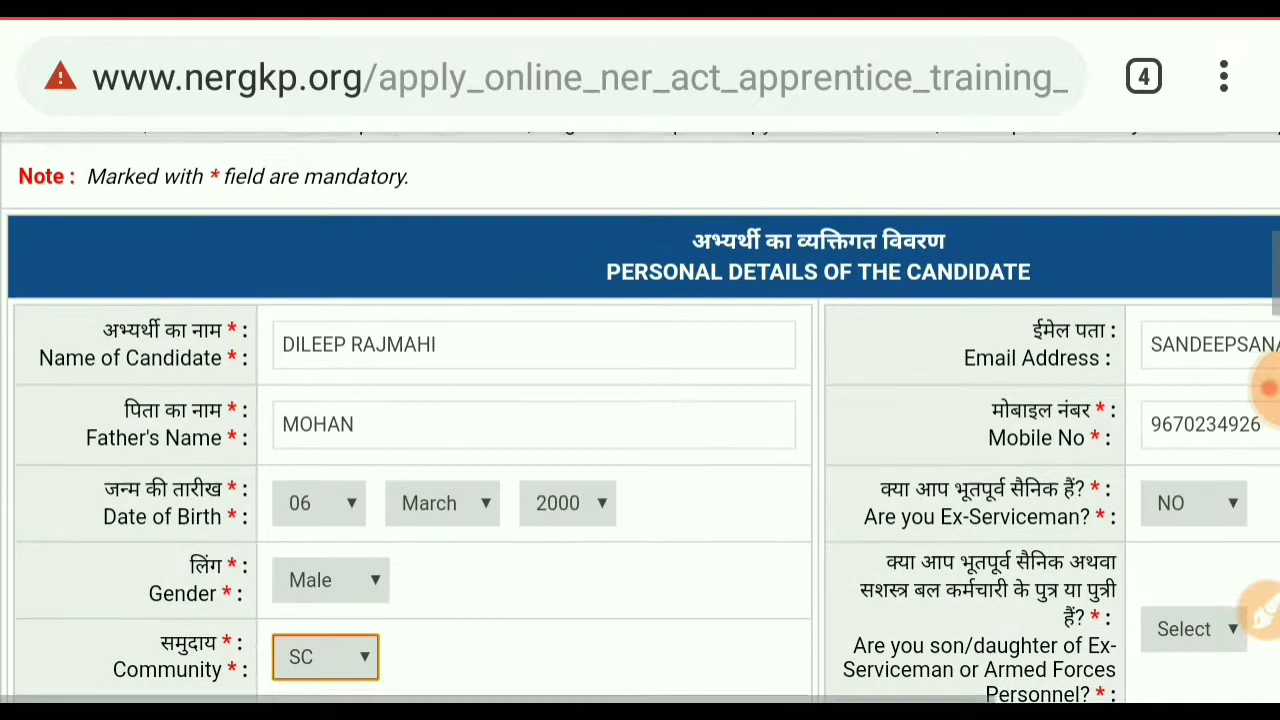 www.nergkp.org/apply_online_ner_act_apprentice_training_
4
Note : Marked with * field are mandatory.
अभ्यर्थी का व्यक्तिगत विवरण
PERSONAL DETAILS OF THE CANDIDATE
अभ्यर्थी का नाम * :
Name of Candidate * :
DILEEP RAJMAHI
ईमेल पता :
Email Address :
SANDEEPSANA
पिता का नाम * :
Father's Name * :
MOHAN
मोबाइल नंबर * :
Mobile No * :
9670234926
जन्म की तारीख * :
Date of Birth * :
06
March
2000
क्या आप भूतपूर्व सैनिक हैं? * :
Are you Ex-Serviceman? * :
NO
लिंग * :
Gender * :
Male
क्या आप भूतपूर्व सैनिक अथवा
सशस्त्र बल कर्मचारी के पुत्र या पुत्री
हैं? * :
Are you son/daughter of Ex-
Serviceman or Armed Forces
Personnel? * :
Select
समुदाय * :
Community * :
SC